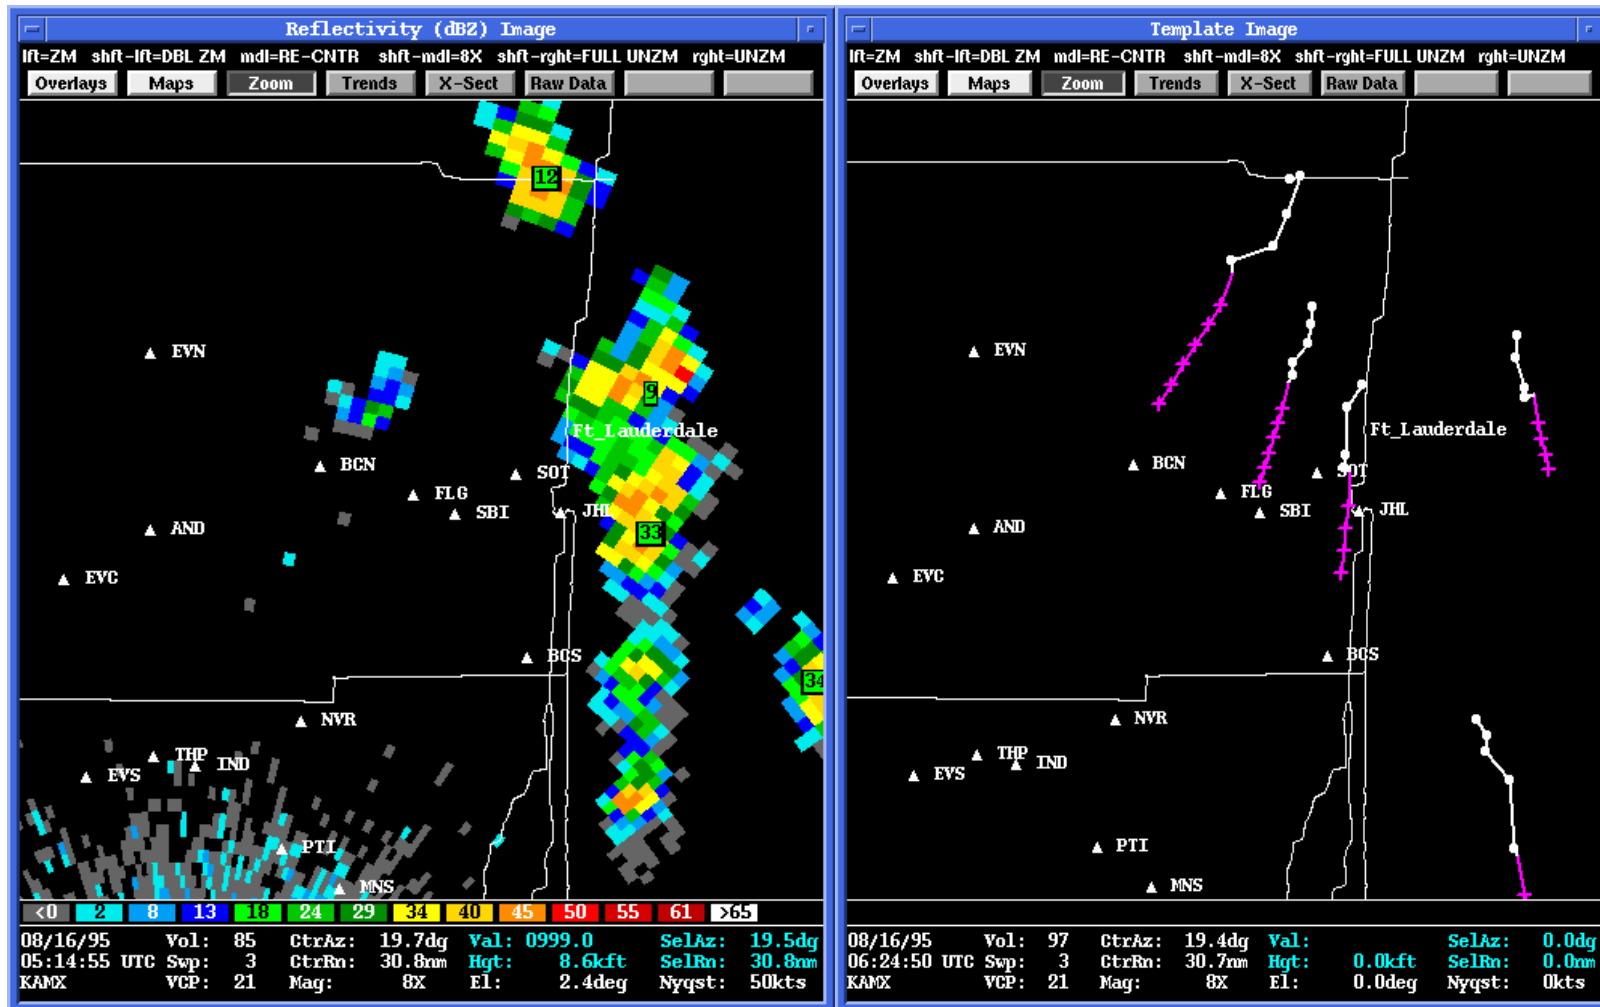 Reflectivity (dBZ) Image
lft=ZM shft-lft=DBL ZM mdl=RE-CNTR shft-mdl=8X shft-rght=FULL UNZM rght=UNZM
Overlays Maps Zoom Trends X-Sect Raw Data
12
EVN
9
Ft_Lauderdale
BCN
SOT
FLG
SBI
JHL
AND
33
EVC
BCS
34
NVR
THP
IND
EVS
PTI
MNS
<0 2 8 13 18 24 29 34 40 45 50 55 61 >65
08/16/95 Vol: 85 CtrAz: 19.7dg Val: 0999.0 SelAz: 19.5dg
05:14:55 UTC Swp: 3 CtrRn: 30.8nm Hgt: 8.6kft SelRn: 30.8nm
KAMX VCP: 21 Mag: 8X El: 2.4deg Nyqst: 50kts
Template Image
lft=ZM shft-lft=DBL ZM mdl=RE-CNTR shft-mdl=8X shft-rght=FULL UNZM rght=UNZM
Overlays Maps Zoom Trends X-Sect Raw Data
EVN
Ft_Lauderdale
BCN
SOT
FLG
SBI
JHL
AND
EVC
BCS
NVR
THP
IND
EVS
PTI
MNS
08/16/95 Vol: 97 CtrAz: 19.4dg Val: SelAz: 0.0dg
06:24:50 UTC Swp: 3 CtrRn: 30.7nm Hgt: 0.0kft SelRn: 0.0nm
KAMX VCP: 21 Mag: 8X El: 0.0deg Nyqst: 0kts